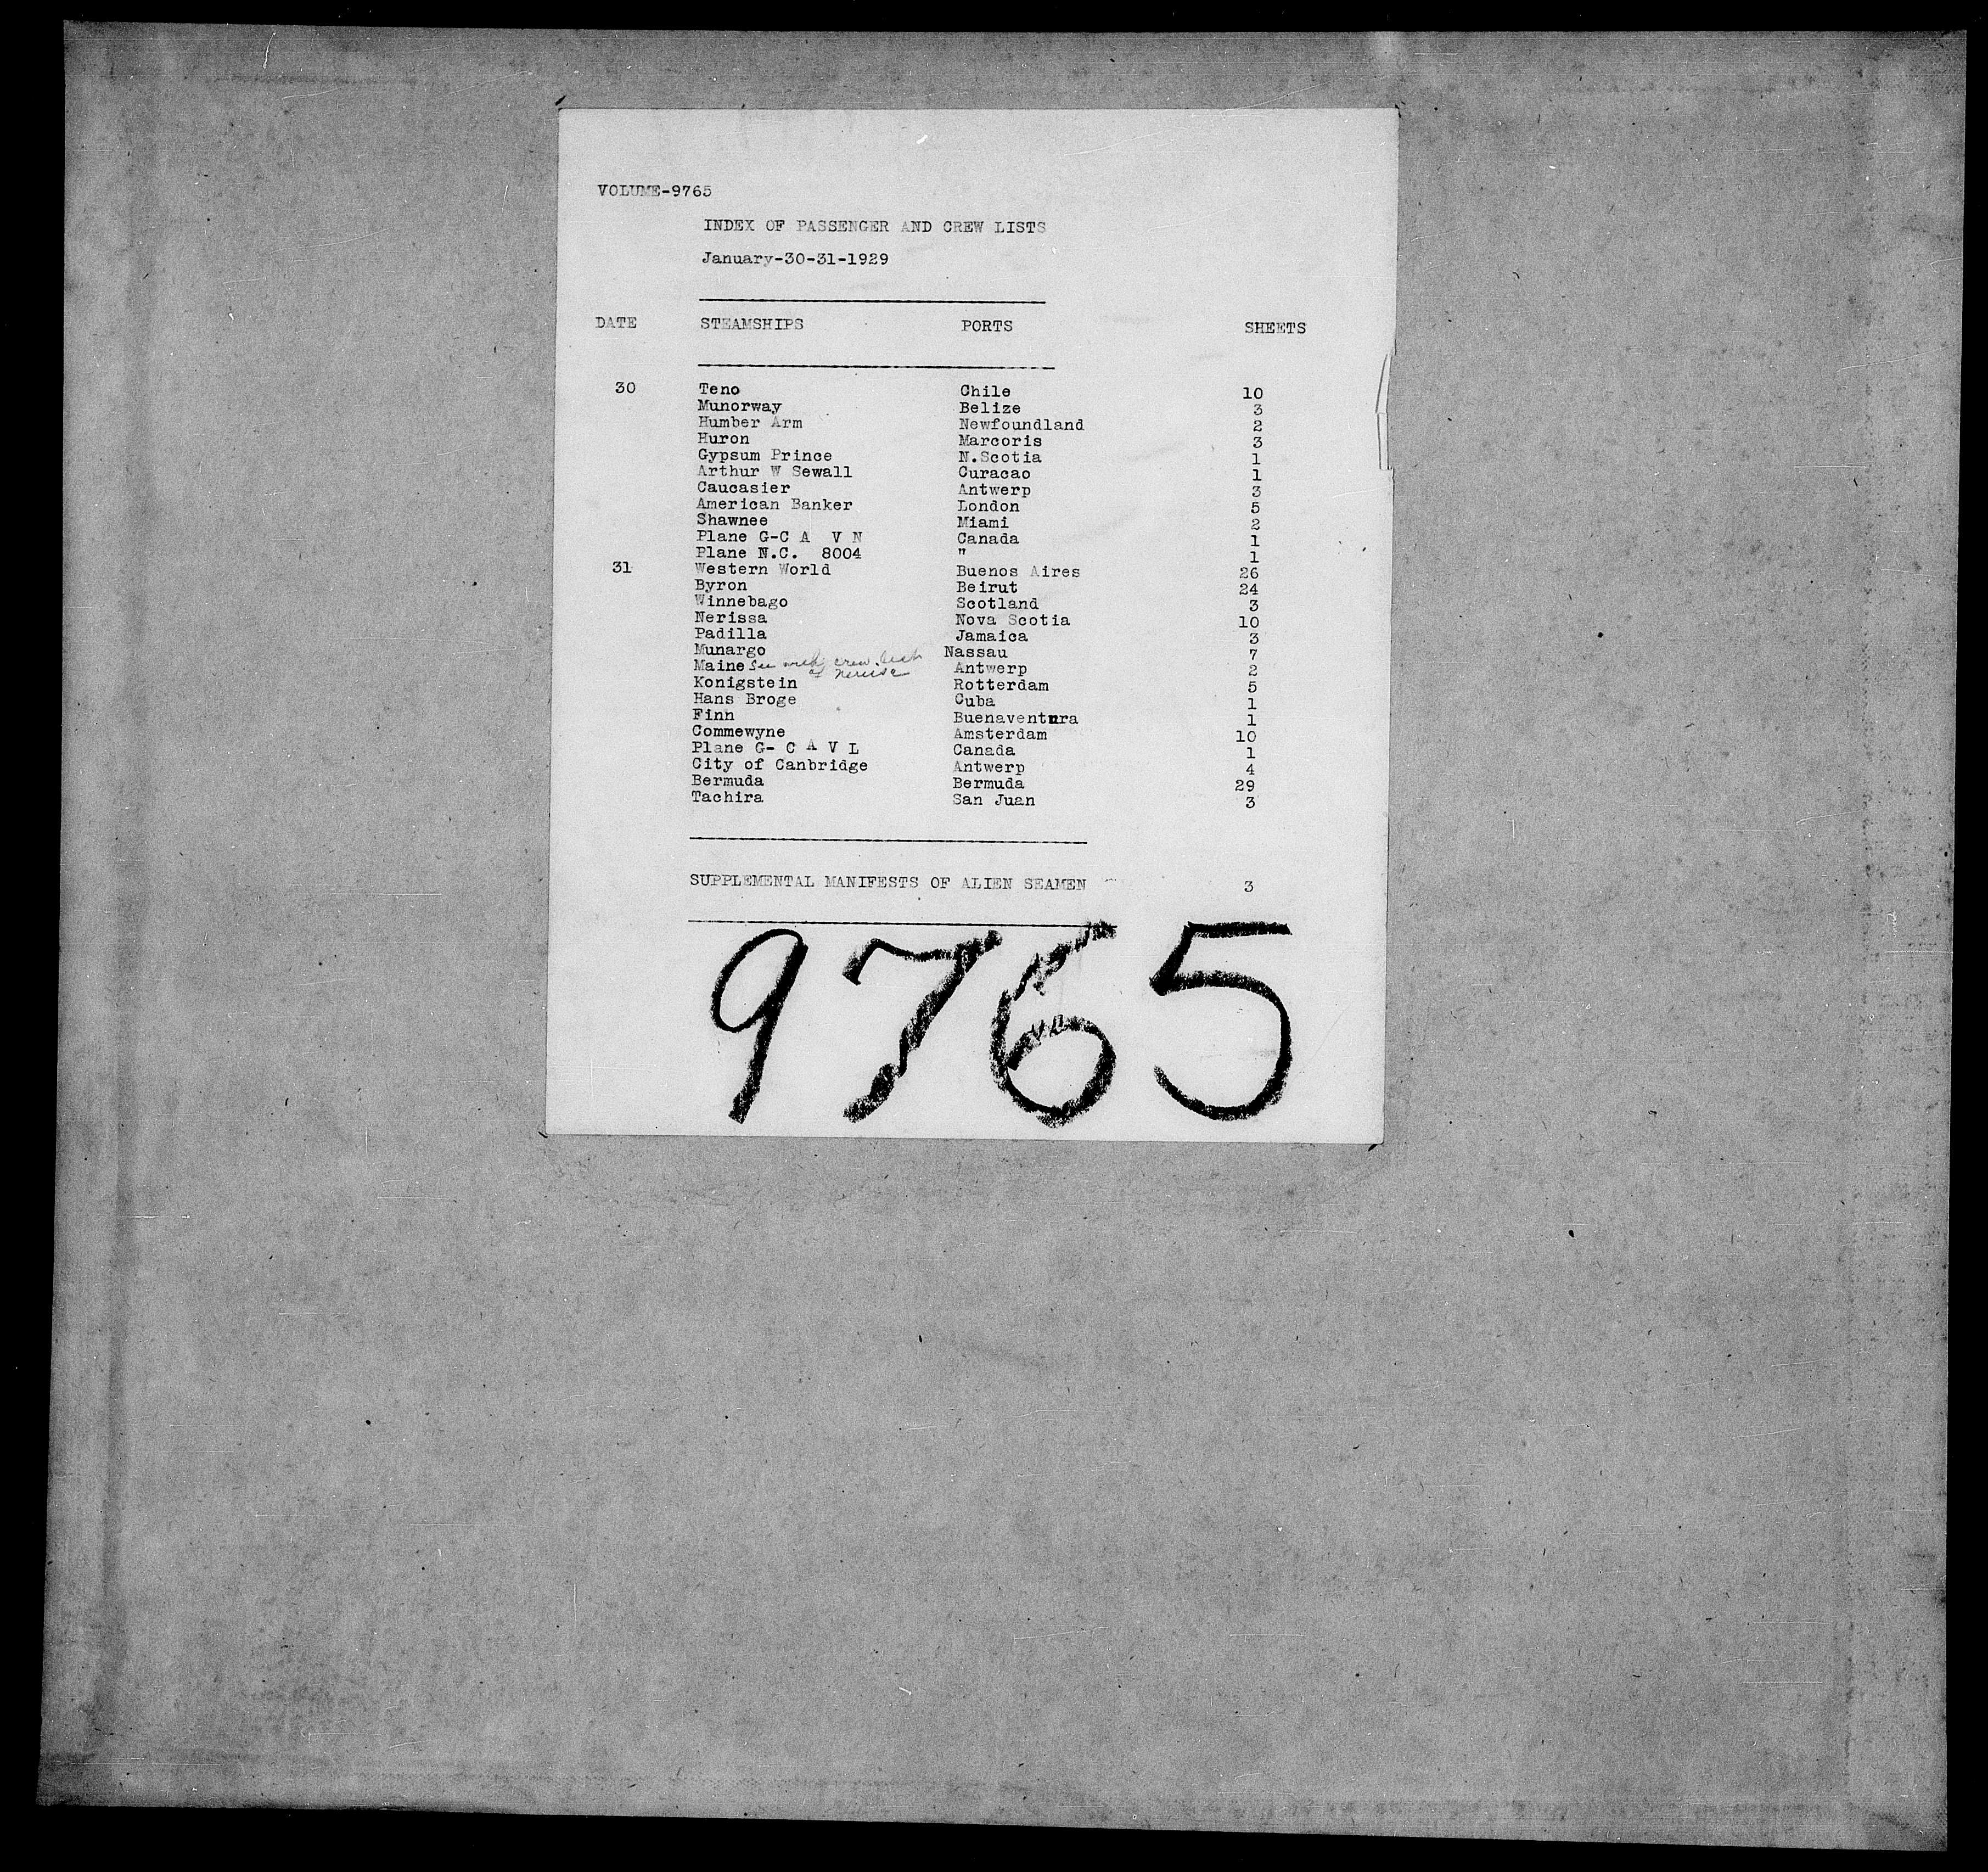 VOLUME-9765
INDEX OF PASSENGER AND CREW LISTS
January-30-31-1929
DATE STEAMSHIPS PORTS SHEETS
30 Teno Chile 10
Munorway Belize 3
Humber Arm Newfoundland 2
Huron Marcoris 3
Gypsum Prince N.Scotia 1
Arthur W Sewall Curacao 1
Caucasier Antwerp 3
American Banker London 5
Shawnee Miami 2
Plane G-C A V N Canada 1
Plane N.C. 8004 " 1
31 Western World Buenos Aires 26
Byron Beirut 24
Winnebago Scotland 3
Nerissa Nova Scotia 10
Padilla Jamaica 3
Munargo Nassau 7
Maine see crew Antwerp 2
of
Konigstein Rotterdam 5
Hans Broge Cuba 1
Finn Buenaventura 1
Commewyne Amsterdam 10
Plane G- C A V L Canada 1
City of Canbridge Antwerp 4
Bermuda Bermuda 29
Tachira San Juan 3
SUPPLEMENTAL MANIFESTS OF ALIEN SEAMEN 3
9765